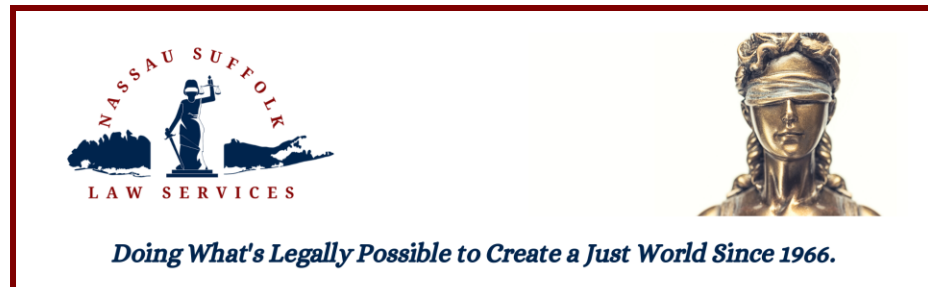 NASSAU SUFFOLK
LAW SERVICES
Doing What's Legally Possible to Create a Just World Since 1966.